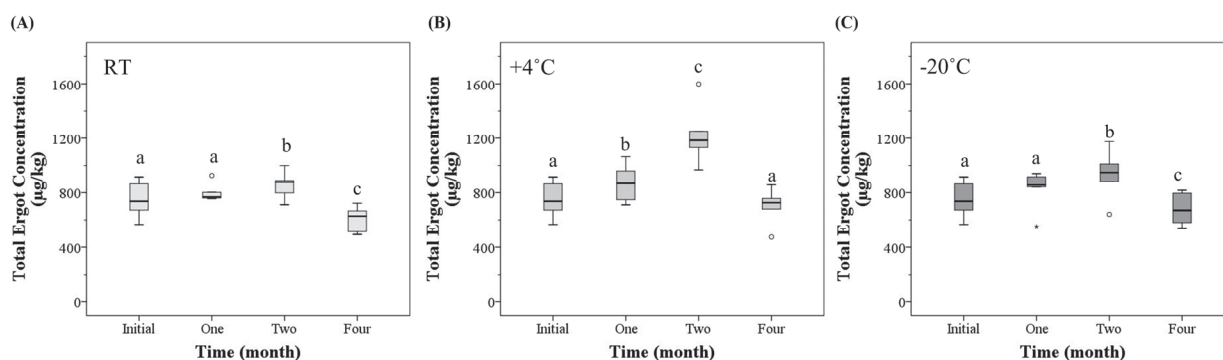 (A)
RT
Total Ergot Concentration
(µg/kg)
1600
1200
800
400
0
a
a
b
c
Initial
One
Two
Four
Time (month)
(B)
+4˚C
Total Ergot Concentration
(µg/kg)
1600
1200
800
400
0
a
b
c
a
Initial
One
Two
Four
Time (month)
(C)
-20˚C
Total Ergot Concentration
(µg/kg)
1600
1200
800
400
0
a
a
b
c
Initial
One
Two
Four
Time (month)